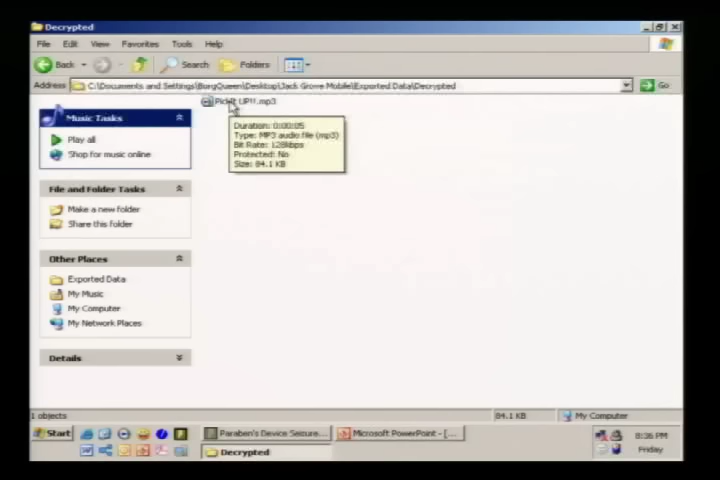 Decrypted
File Edit View Favorites Tools Help
Back Search Folders
Address C:\Documents and Settings\BorgQueen\Desktop\Jack Growe Mobile\Exported Data\Decrypted Go
UP!!.mp3
Music Tasks
Duration: 0:00:05
Type: MP3 audio file (mp3)
Bit Rate: 128kbps
Protected: No
Size: 84.1 KB
Play all
Shop for music online
File and Folder Tasks
Make a new folder
Share this folder
Other Places
Exported Data
My Music
My Computer
My Network Places
Details
1 objects 84.1 KB My Computer
Start Paraben's Device Seizure... Microsoft PowerPoint - [... 8:36 PM
Decrypted Friday